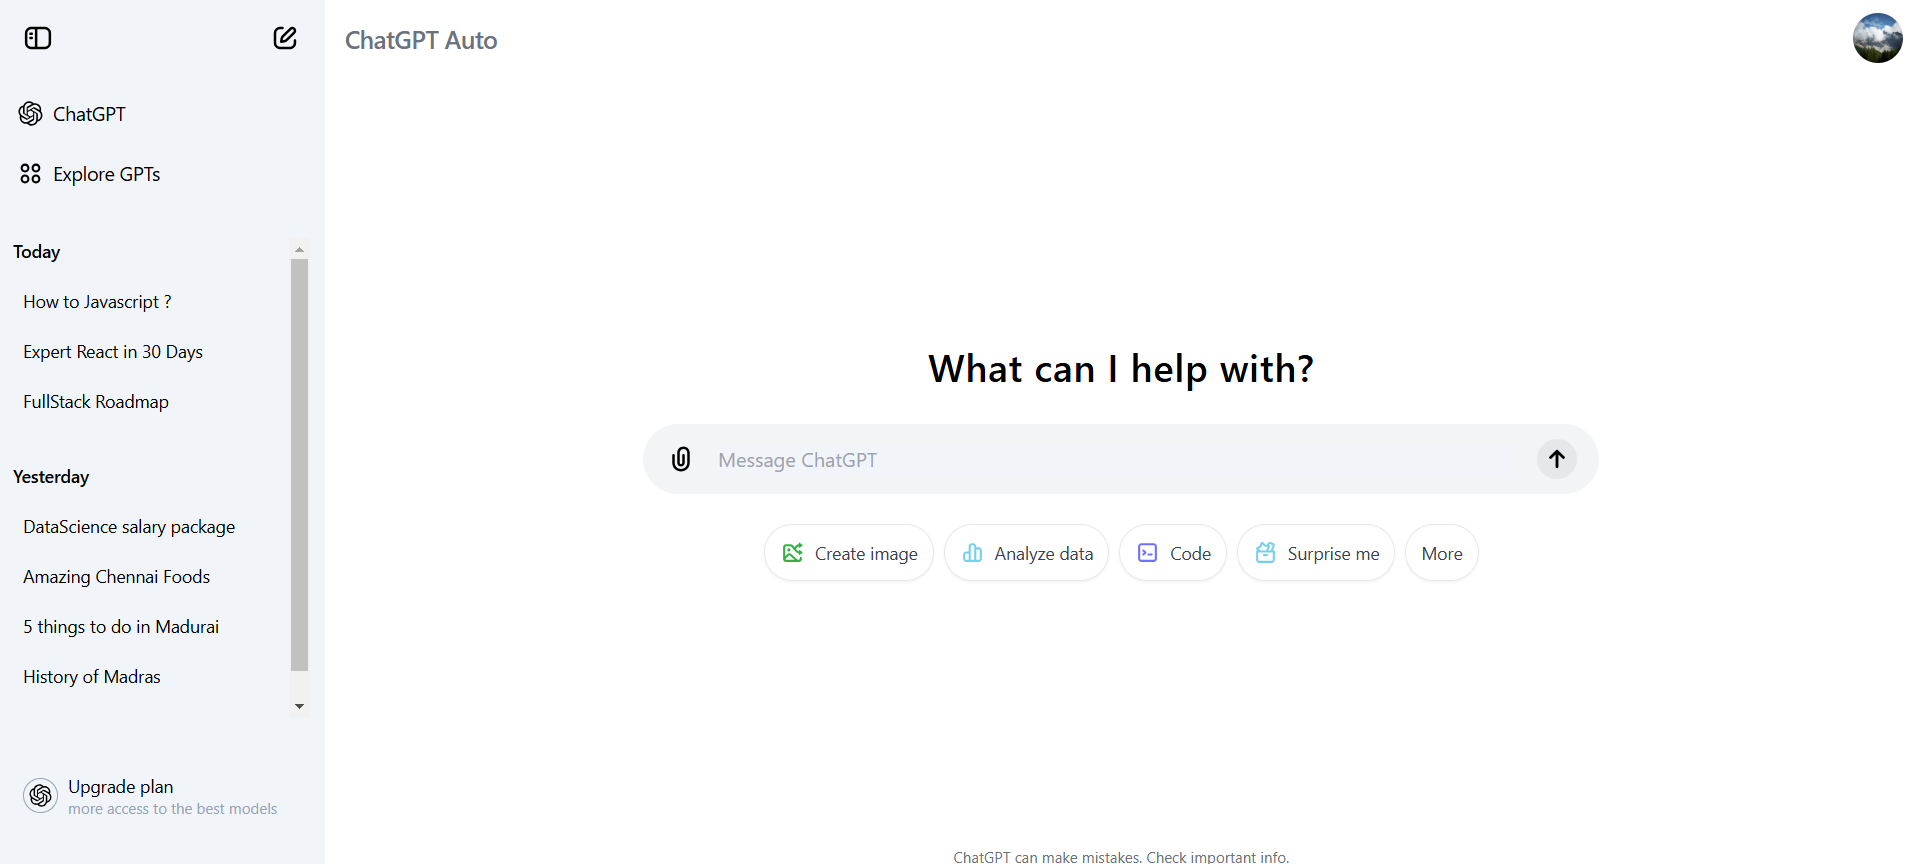 ChatGPT Auto
ChatGPT
Explore GPTs
Today
How to Javascript ?
Expert React in 30 Days
FullStack Roadmap
Yesterday
DataScience salary package
Amazing Chennai Foods
5 things to do in Madurai
History of Madras
Upgrade plan
more access to the best models
What can I help with?
Message ChatGPT
Create image
Analyze data
Code
Surprise me
More
ChatGPT can make mistakes. Check important info.